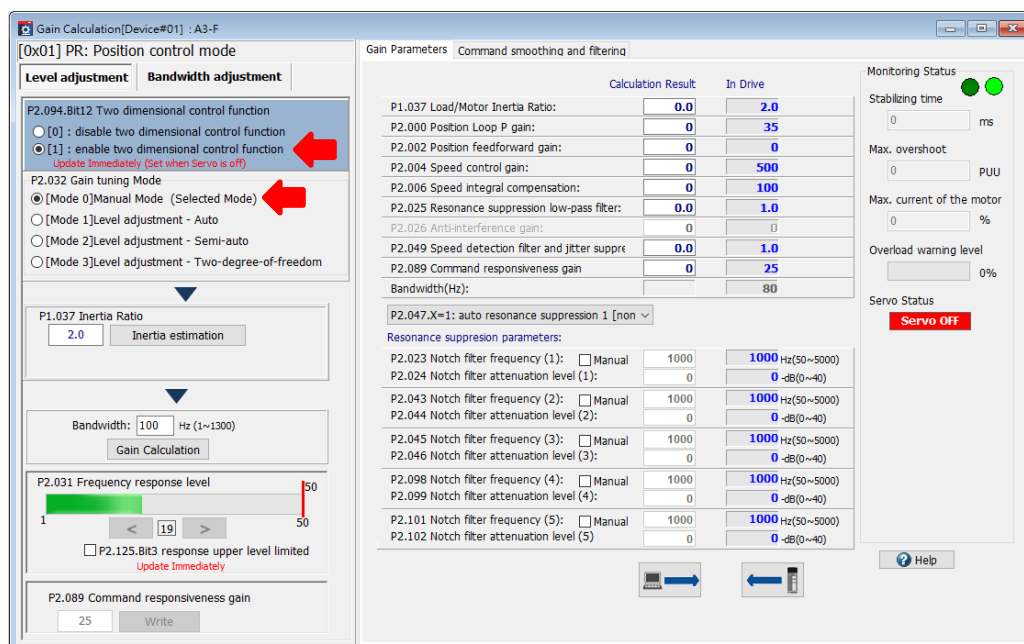 Gain Calculation[Device#01] : A3-F
[0x01] PR: Position control mode
Level adjustment
Bandwidth adjustment
P2.094.Bit12 Two dimensional control function
[0] : disable two dimensional control function
[1] : enable two dimensional control function
Update Immediately (Set when Servo is off)
P2.032 Gain tuning Mode
[Mode 0]Manual Mode (Selected Mode)
[Mode 1]Level adjustment - Auto
[Mode 2]Level adjustment - Semi-auto
[Mode 3]Level adjustment - Two-degree-of-freedom
P1.037 Inertia Ratio
2.0 Inertia estimation
Bandwidth: 100 Hz (1~1300)
Gain Calculation
P2.031 Frequency response level
50
1 50
< 19 >
P2.125.Bit3 response upper level limited
Update Immediately
P2.089 Command responsiveness gain
25 Write
Gain Parameters
Command smoothing and filtering
Calculation Result In Drive
P1.037 Load/Motor Inertia Ratio: 0.0 2.0
P2.000 Position Loop P gain: 0 35
P2.002 Position feedforward gain: 0 0
P2.004 Speed control gain: 0 500
P2.006 Speed integral compensation: 0 100
P2.025 Resonance suppression low-pass filter: 0.0 1.0
P2.026 Anti-interference gain: 0 0
P2.049 Speed detection filter and jitter suppre 0.0 1.0
P2.089 Command responsiveness gain 0 25
Bandwidth(Hz): 80
P2.047.X=1: auto resonance suppression 1 [non
Resonance suppresion parameters:
P2.023 Notch filter frequency (1): Manual 1000 1000 Hz(50~5000)
P2.024 Notch filter attenuation level (1): 0 0 -dB(0~40)
P2.043 Notch filter frequency (2): Manual 1000 1000 Hz(50~5000)
P2.044 Notch filter attenuation level (2): 0 0 -dB(0~40)
P2.045 Notch filter frequency (3): Manual 1000 1000 Hz(50~5000)
P2.046 Notch filter attenuation level (3): 0 0 -dB(0~40)
P2.098 Notch filter frequency (4): Manual 1000 1000 Hz(50~5000)
P2.099 Notch filter attenuation level (4): 0 0 -dB(0~40)
P2.101 Notch filter frequency (5): Manual 1000 1000 Hz(50~5000)
P2.102 Notch filter attenuation level (5) 0 0 -dB(0~40)
Monitoring Status
Stabilizing time
0 ms
Max. overshoot
0 PUU
Max. current of the motor
0 %
Overload warning level
0%
Servo Status
Servo OFF
Help